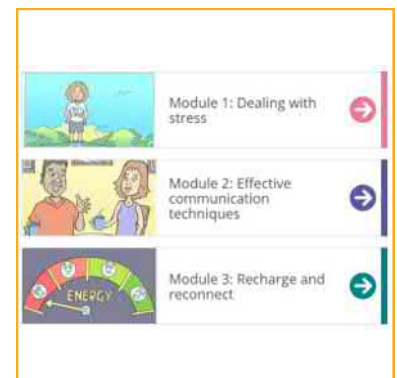 Module 1: Dealing with
stress
Module 2: Effective
communication
techniques
ENERGY
Module 3: Recharge and
reconnect